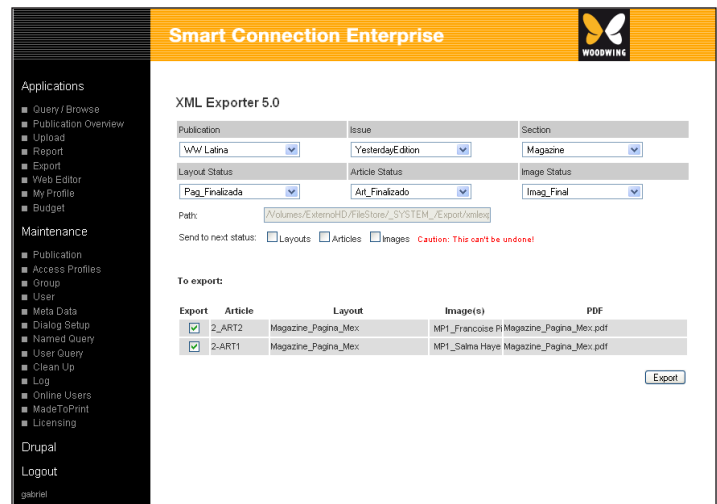 Smart Connection Enterprise
WOODWING
Applications
Query / Browse
Publication Overview
Upload
Report
Export
Web Editor
My Profile
Budget
Maintenance
Publication
Access Profiles
Group
User
Meta Data
Dialog Setup
Named Query
User Query
Clean Up
Log
Online Users
MadeToPrint
Licensing
Drupal
Logout
gabriel
XML Exporter 5.0
Publication Issue Section
WW Latina YesterdayEdition Magazine
Layout Status Article Status Image Status
Pag_Finalizada Art_Finalizado Imag_Final
Path: /Volumes/ExternoHD/FileStore/_SYSTEM_/Export/xmlexp
Send to next status: Layouts Articles Images Caution: This can't be undone!
To export:
Export Article Layout Image(s) PDF
2_ART2 Magazine_Pagina_Mex MP1_Francoise Pi Magazine_Pagina_Mex.pdf
2-ART1 Magazine_Pagina_Mex MP1_Salma Haye Magazine_Pagina_Mex.pdf
Export